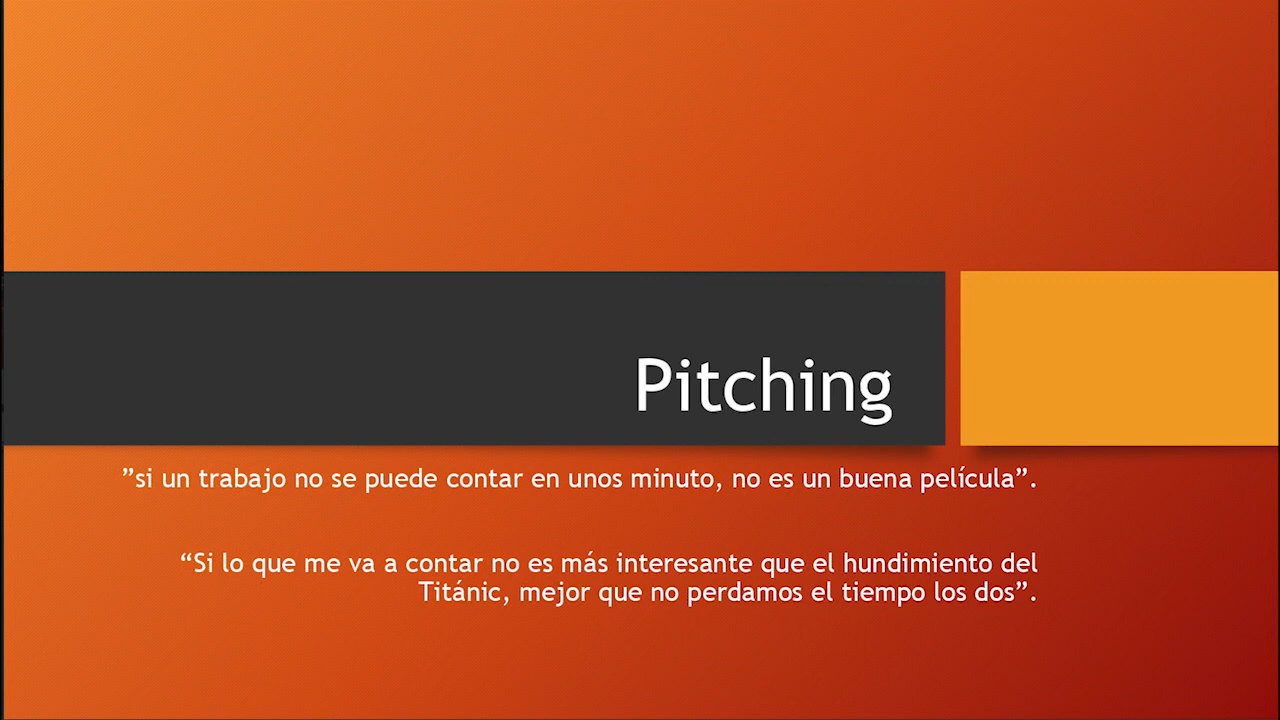 Pitching
”si un trabajo no se puede contar en unos minuto, no es un buena película”.
“Si lo que me va a contar no es más interesante que el hundimiento del
Titánic, mejor que no perdamos el tiempo los dos”.